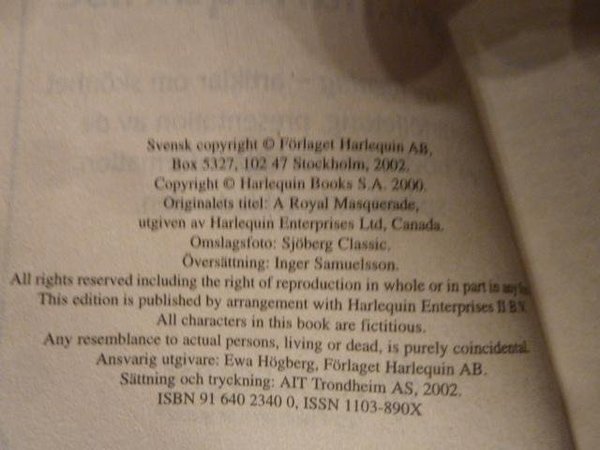 Svensk copyright © Förlaget Harlequin AB,
Box 5327, 102 47 Stockholm, 2002.
Copyright © Harlequin Books S.A. 2000.
Originalets titel: A Royal Masquerade,
utgiven av Harlequin Enterprises Ltd, Canada.
Omslagsfoto: Sjöberg Classic.
Översättning: Inger Samuelsson.
All rights reserved including the right of reproduction in whole or in part in any
This edition is published by arrangement with Harlequin Enterprises II B.V.
All characters in this book are fictitious.
Any resemblance to actual persons, living or dead, is purely coincidental.
Ansvarig utgivare: Ewa Högberg, Förlaget Harlequin AB.
Sättning och tryckning: AIT Trondheim AS, 2002.
ISBN 91 640 2340 0, ISSN 1103-890X